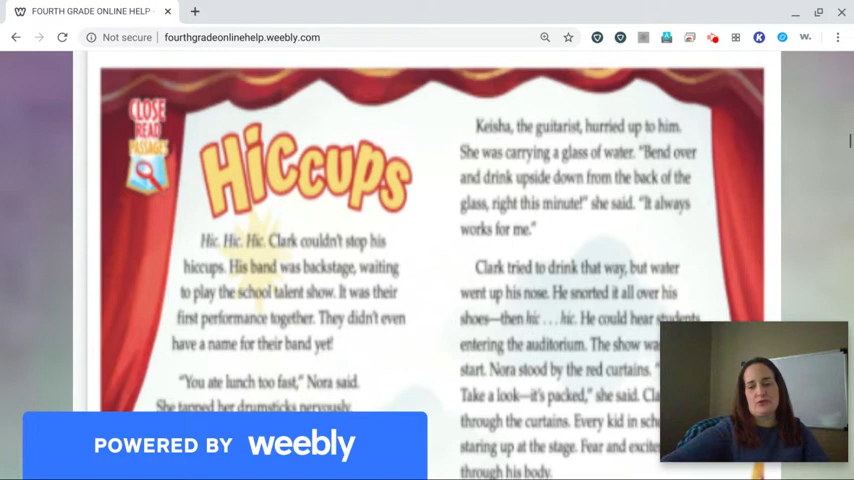 FOURTH GRADE ONLINE HELP
Not secure
fourthgradeonlinehelp.weebly.com
CLOSE
READ
PASSAGES
Hiccups
Hic. Hic. Hic. Clark couldn't stop his
hiccups. His band was backstage, waiting
to play the school talent show. It was their
first performance together. They didn't even
have a name for their band yet!
"You ate lunch too fast," Nora said.
She tapped her drumsticks nervously.
Keisha, the guitarist, hurried up to him.
She was carrying a glass of water. "Bend over
and drink upside down from the back of the
glass, right this minute!" she said. "It always
works for me."
Clark tried to drink that way, but water
went up his nose. He snorted it all over his
shoes—then hic . . . hic. He could hear students
entering the auditorium. The show
start. Nora stood by the red curtains.
Take a look—it's packed," she said.
through the curtains. Every kid in
staring up at the stage. Fear and
through his body.
POWERED BY weebly